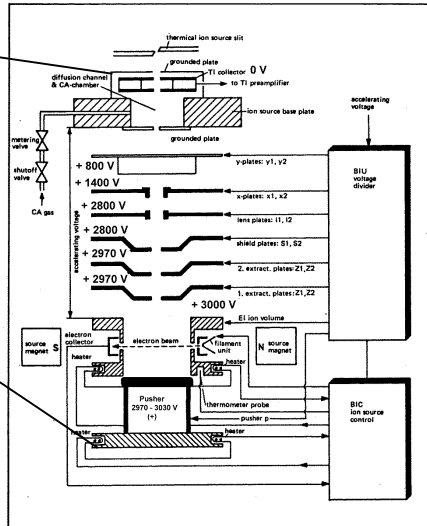 thermical ion source slit
grounded plate
TI collector 0 V
diffusion channel
& CA-chamber
to TI preamplifier
accelerating
voltage
ion source base plate
metering
valve
grounded plate
shutoff
valve
CA gas
accelerating voltage
+ 800 V
y-plates: y1, y2
BIU
voltage
divider
+ 1400 V
x-plates: x1, x2
+ 2800 V
lens plates: l1, l2
+ 2800 V
shield plates: S1, S2
+ 2970 V
2. extract. plates: Z1,Z2
+ 2970 V
1. extract. plates: Z1,Z2
+ 3000 V
EI ion volume
source
magnet
S
electron
collector
electron beam
filament
unit
N
source
magnet
heater
heater
thermometer probe
Pusher
2970 - 3030 V
(+)
pusher p
BIC
ion source
control
heater
heater